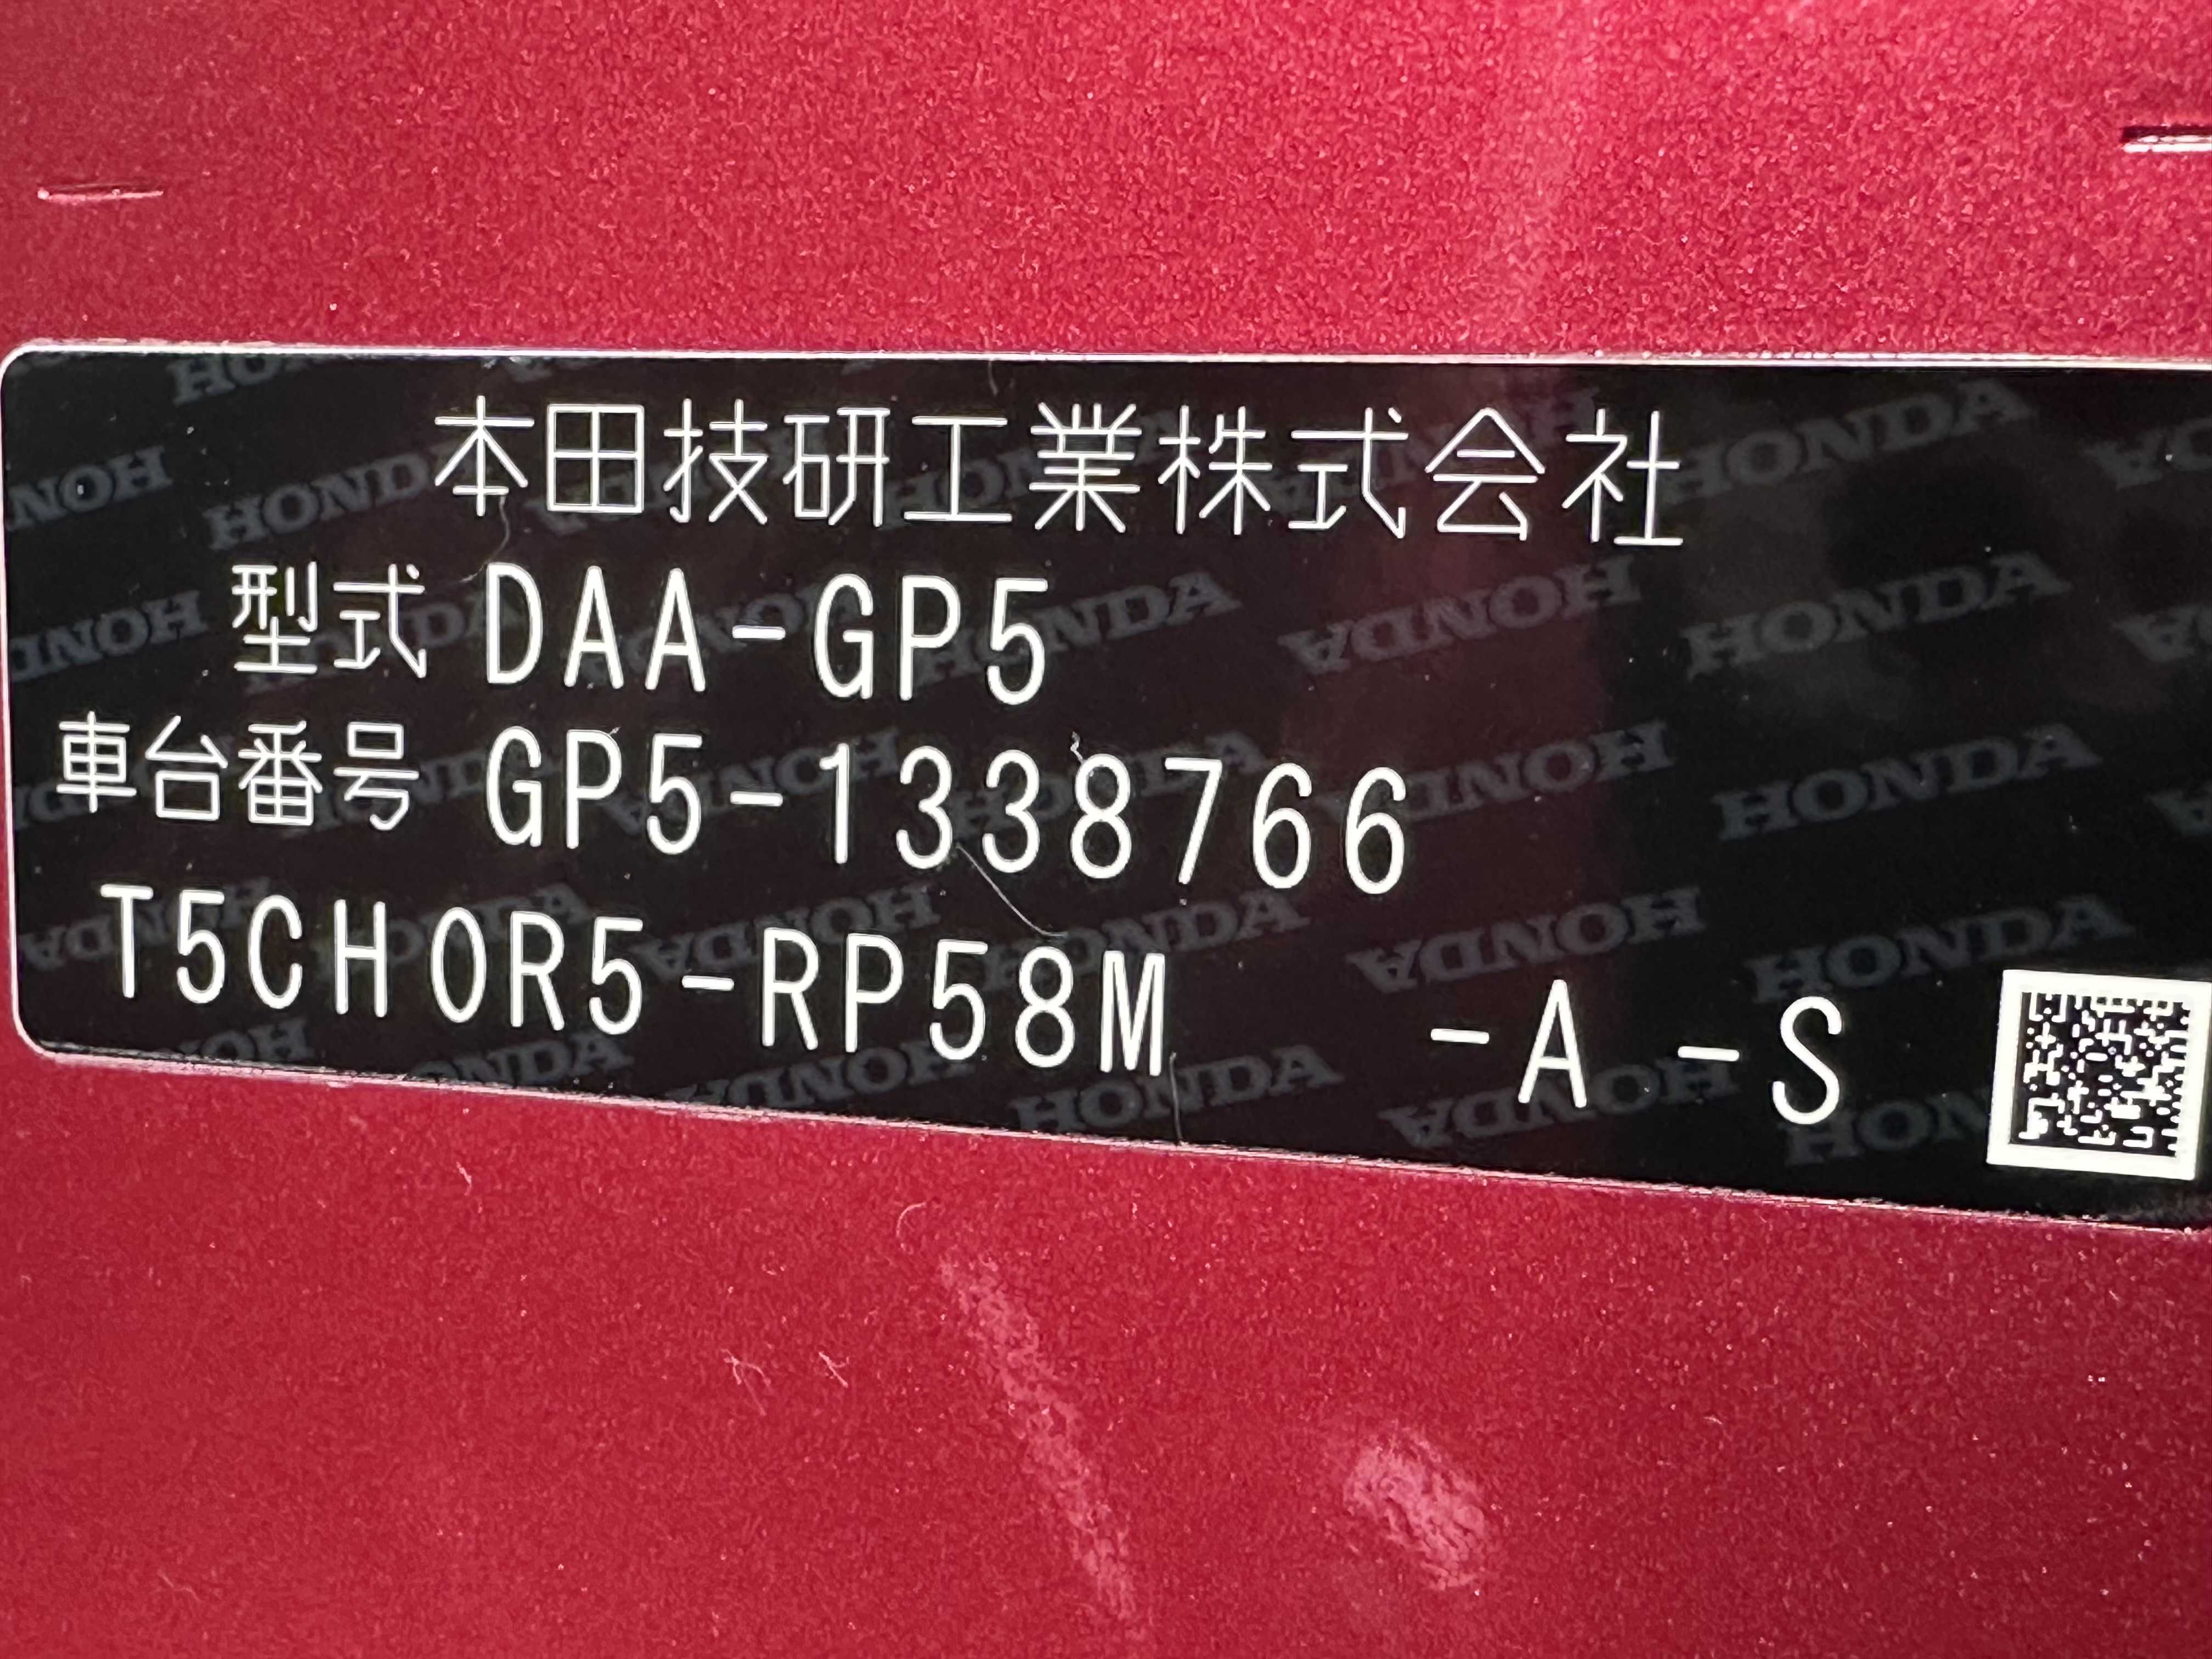 本田技研工業株式会社
型式 DAA-GP5
車台番号 GP5-1338766
T5CH0R5-RP58M -A -S